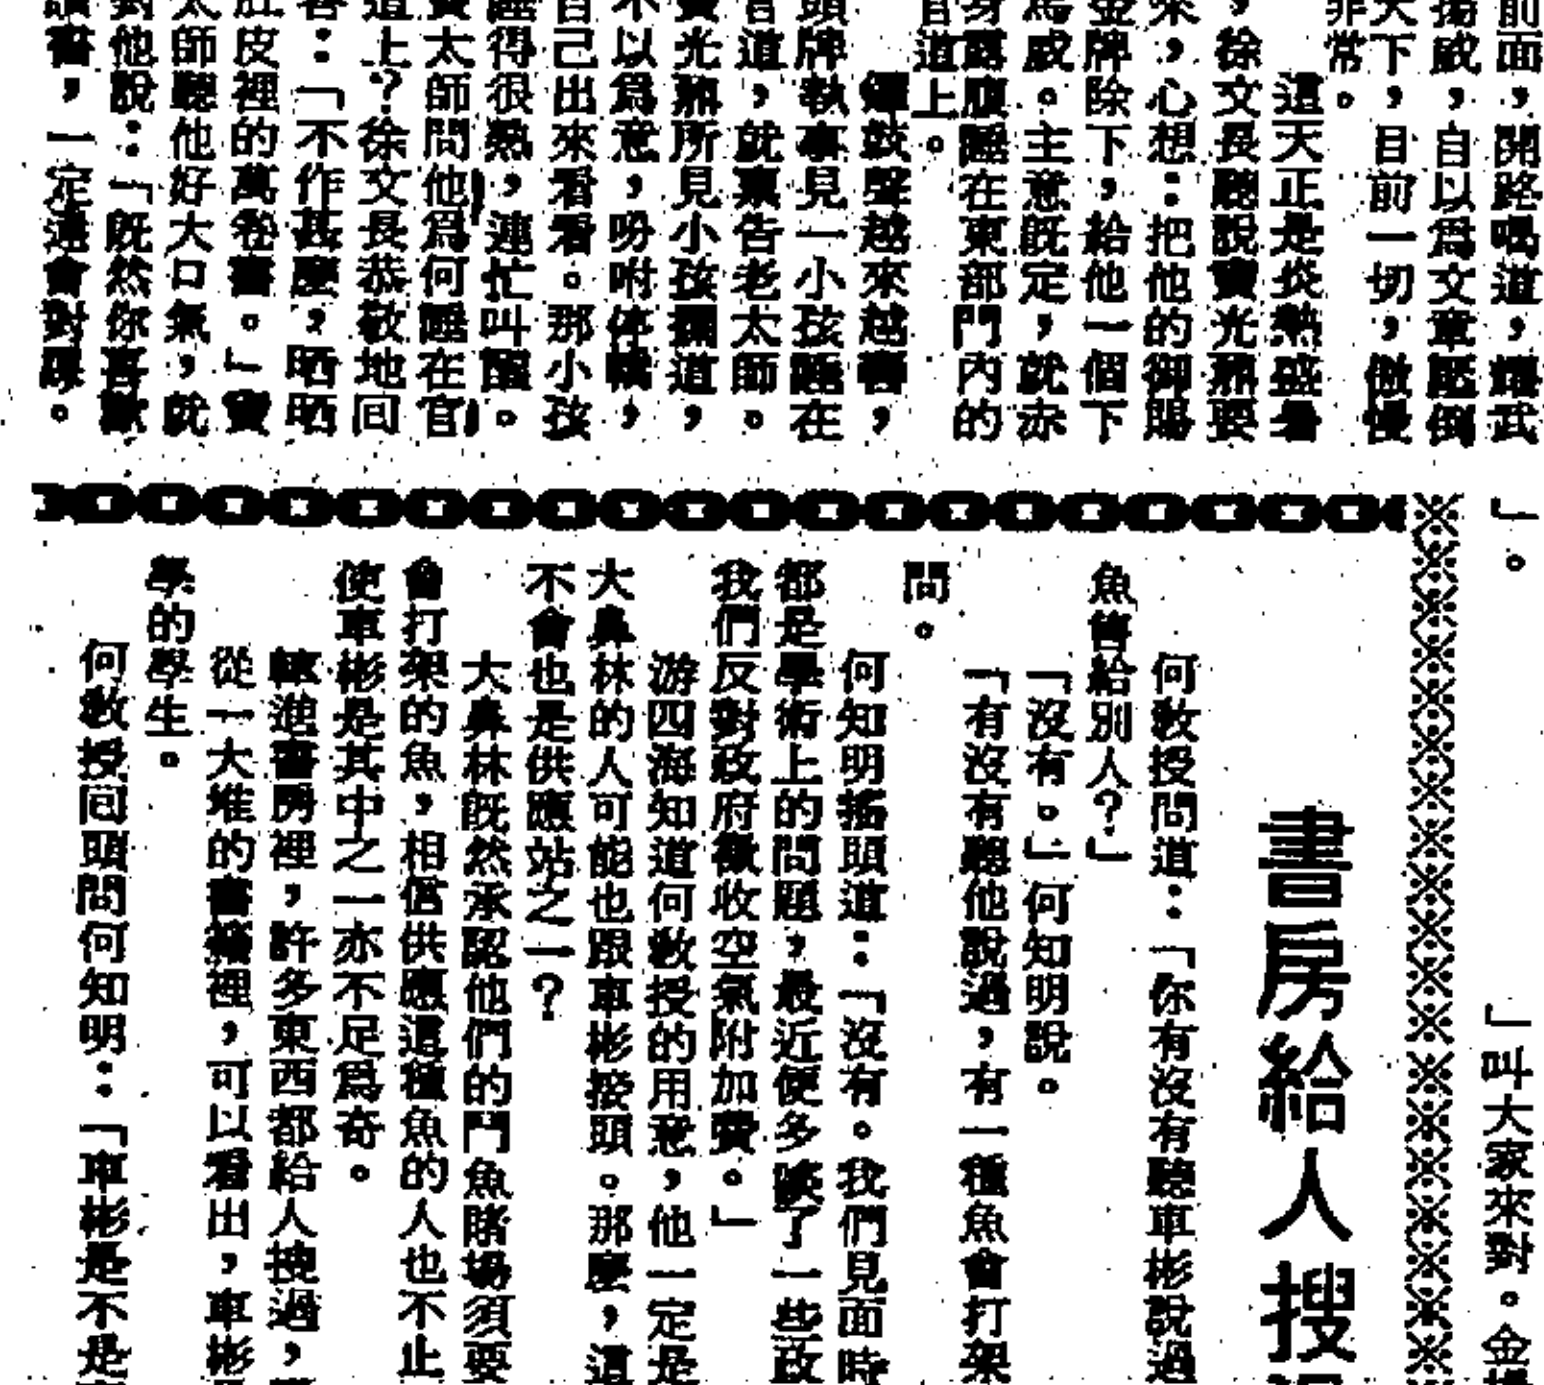 前面，開路喝道，耀武
揚威，自以爲文章壓倒
天下，目前一切，傲慢
非常。
這天正是炎熱盛暑
，徐文長聽說竇光鼐要
來，心想：把他的御賜
金牌除下，給他一個下
馬威。主意既定，就赤
身露腹睡在東部門內的
官道上。
鑼鼓聲越來越響，
頭牌執事見一小孩睡在
官道，就稟告老太師。
竇光鼐所見小孩攔道，
不以爲意，吩咐停轎，
自己出來看看。那小孩
睡得很熟，連忙叫醒。
竇太師問他爲何睡在官
道上？徐文長恭敬地回
答：「不作甚麼，晒晒
肚皮裡的萬卷書。」竇
太師聽他好大口氣，就
對他說：「既然你喜歡
讀書，一定連會對課。
」。
」叫大家來對。金
書房給人搜
何教授問道：「你有沒有聽車彬說過
魚售給別人？」
「沒有。」何知明說。
「有沒有聽他說過，有一種魚會打架
問。
何知明搖頭道：「沒有。我們見面時
都是學術上的問題，最近便多談了一些政
我們反對政府徵收空氣附加費。」
游四海知道何教授的用意，他一定是
大鼻林的人可能也跟車彬接頭。那麼，這
不會也是供應站之一？
大鼻林既然承認他們的鬥魚賭場須要
會打架的魚，相信供應這種魚的人也不止
使車彬是其中之一亦不足爲奇。
踱進書房裡，許多東西都給人搜過，
從一大堆的書籍裡，可以看出，車彬
學的學生。
何教授回頭問何知明：「車彬是不是